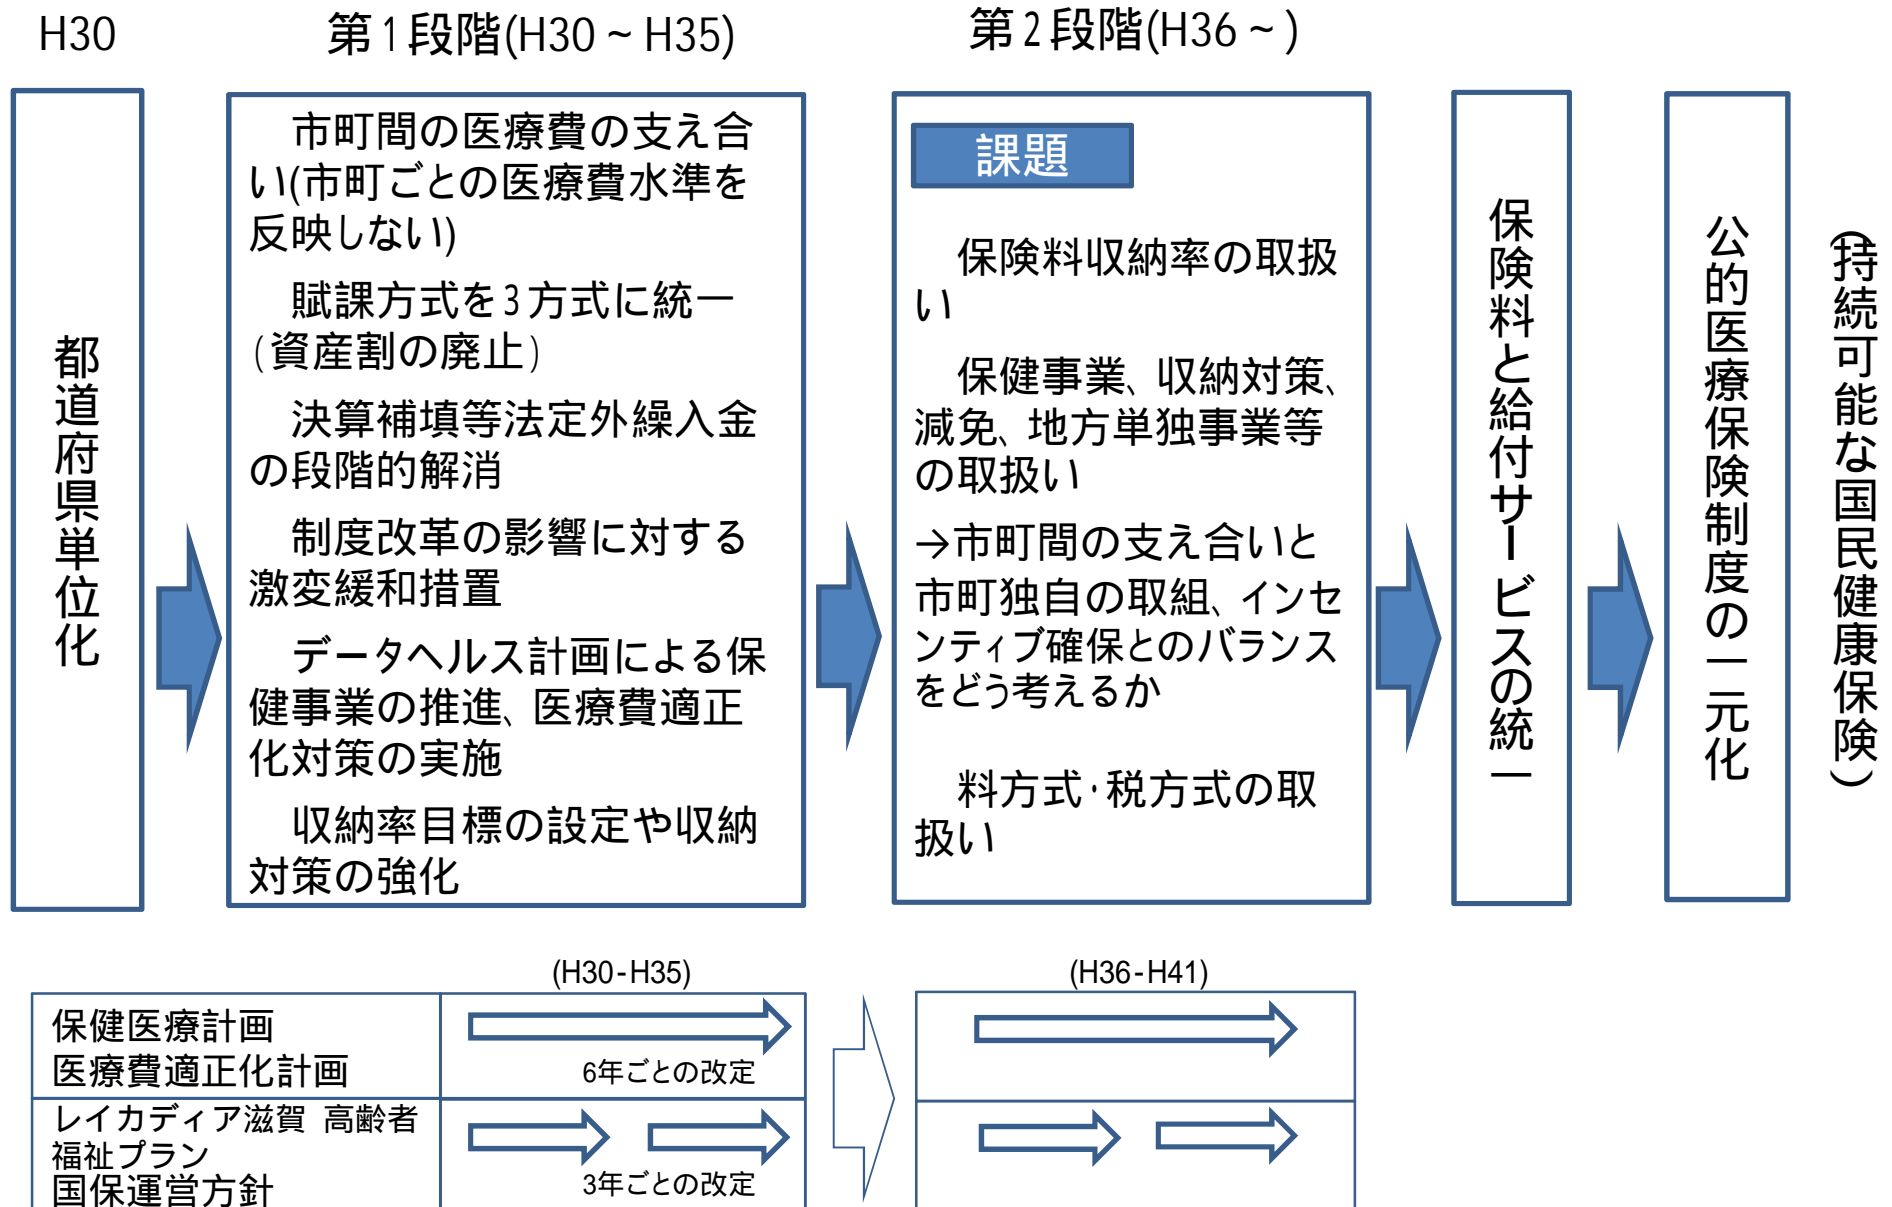 H30
第1段階(H30～H35)
第2段階(H36～)
都道府県単位化
市町間の医療費の支え合
い(市町ごとの医療費水準を
反映しない)
賦課方式を3方式に統一
(資産割の廃止)
決算補填等法定外繰入金
の段階的解消
制度改革の影響に対する
激変緩和措置
データヘルス計画による保
健事業の推進、医療費適正
化対策の実施
収納率目標の設定や収納
対策の強化
課題
保険料収納率の取扱
い
保健事業、収納対策、
減免、地方単独事業等
の取扱い
→市町間の支え合いと
市町独自の取組、インセ
ンティブ確保とのバランス
をどう考えるか
料方式・税方式の取
扱い
保険料と給付サービスの統一
公的医療保険制度の一元化
(持続可能な国民健康保険)
(H30-H35)
(H36-H41)
保健医療計画
医療費適正化計画
6年ごとの改定
レイカディア滋賀 高齢者
福祉プラン
国保運営方針
3年ごとの改定